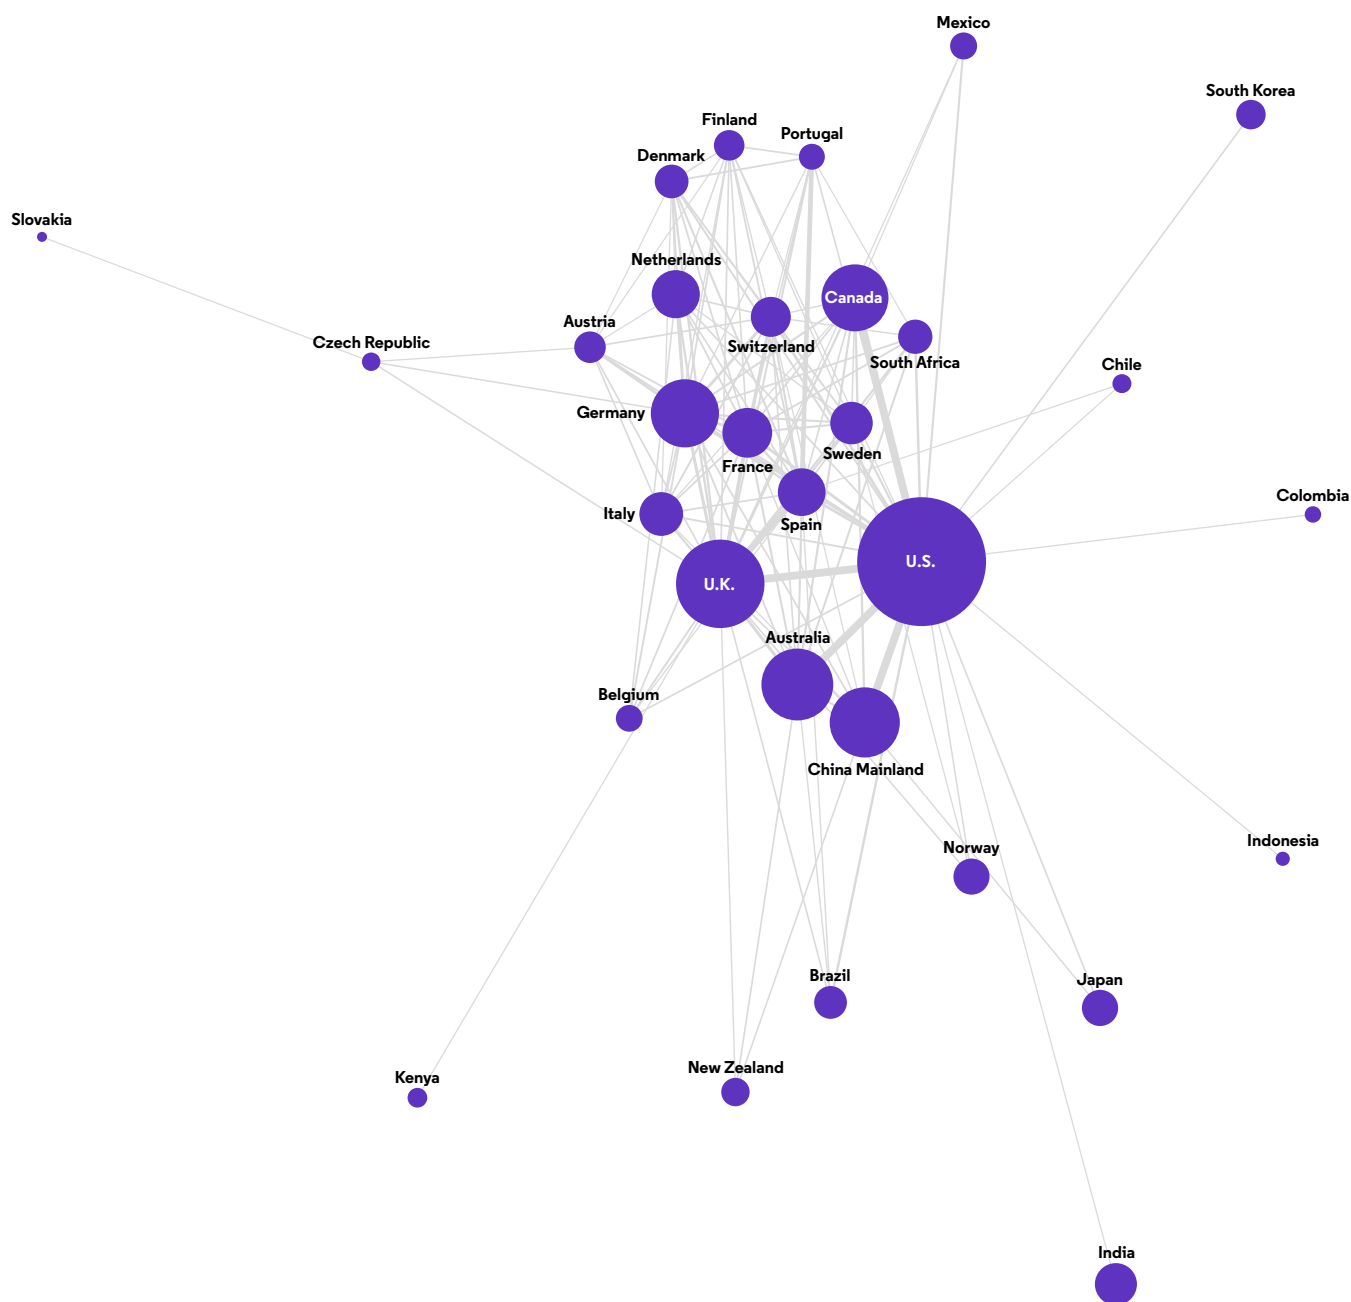 Mexico
South Korea
Finland
Portugal
Denmark
Slovakia
Netherlands
Canada
Austria
Czech Republic
Switzerland
South Africa
Chile
Germany
France
Sweden
Colombia
Italy
Spain
U.S.
U.K.
Australia
Belgium
China Mainland
Indonesia
Norway
Brazil
Japan
New Zealand
Kenya
India